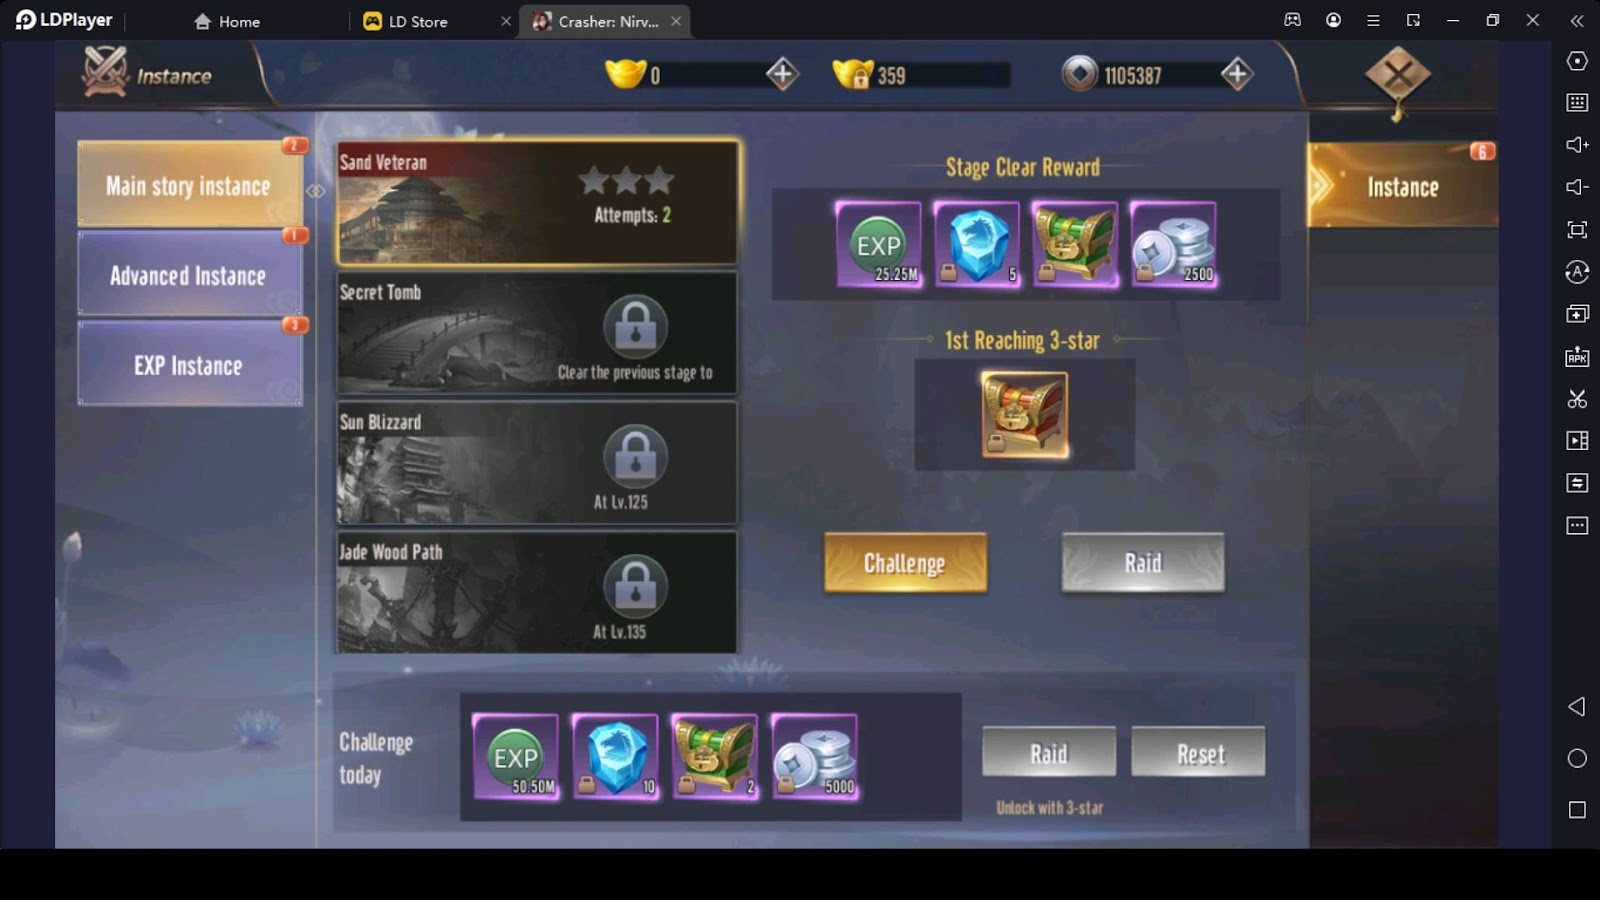 LDPlayer
Home
LD Store
Crasher: Nirv...
Instance
0
359
1105387
Main story instance
2
Advanced Instance
1
EXP Instance
3
Sand Veteran
Attempts: 2
Secret Tomb
Clear the previous stage to
Sun Blizzard
At Lv.125
Jade Wood Path
At Lv.135
Stage Clear Reward
EXP
25.25M
5
2500
1st Reaching 3-star
Challenge
Raid
Challenge
today
EXP
50.50M
10
2
5000
Raid
Reset
Unlock with 3-star
Instance
6
A
APK